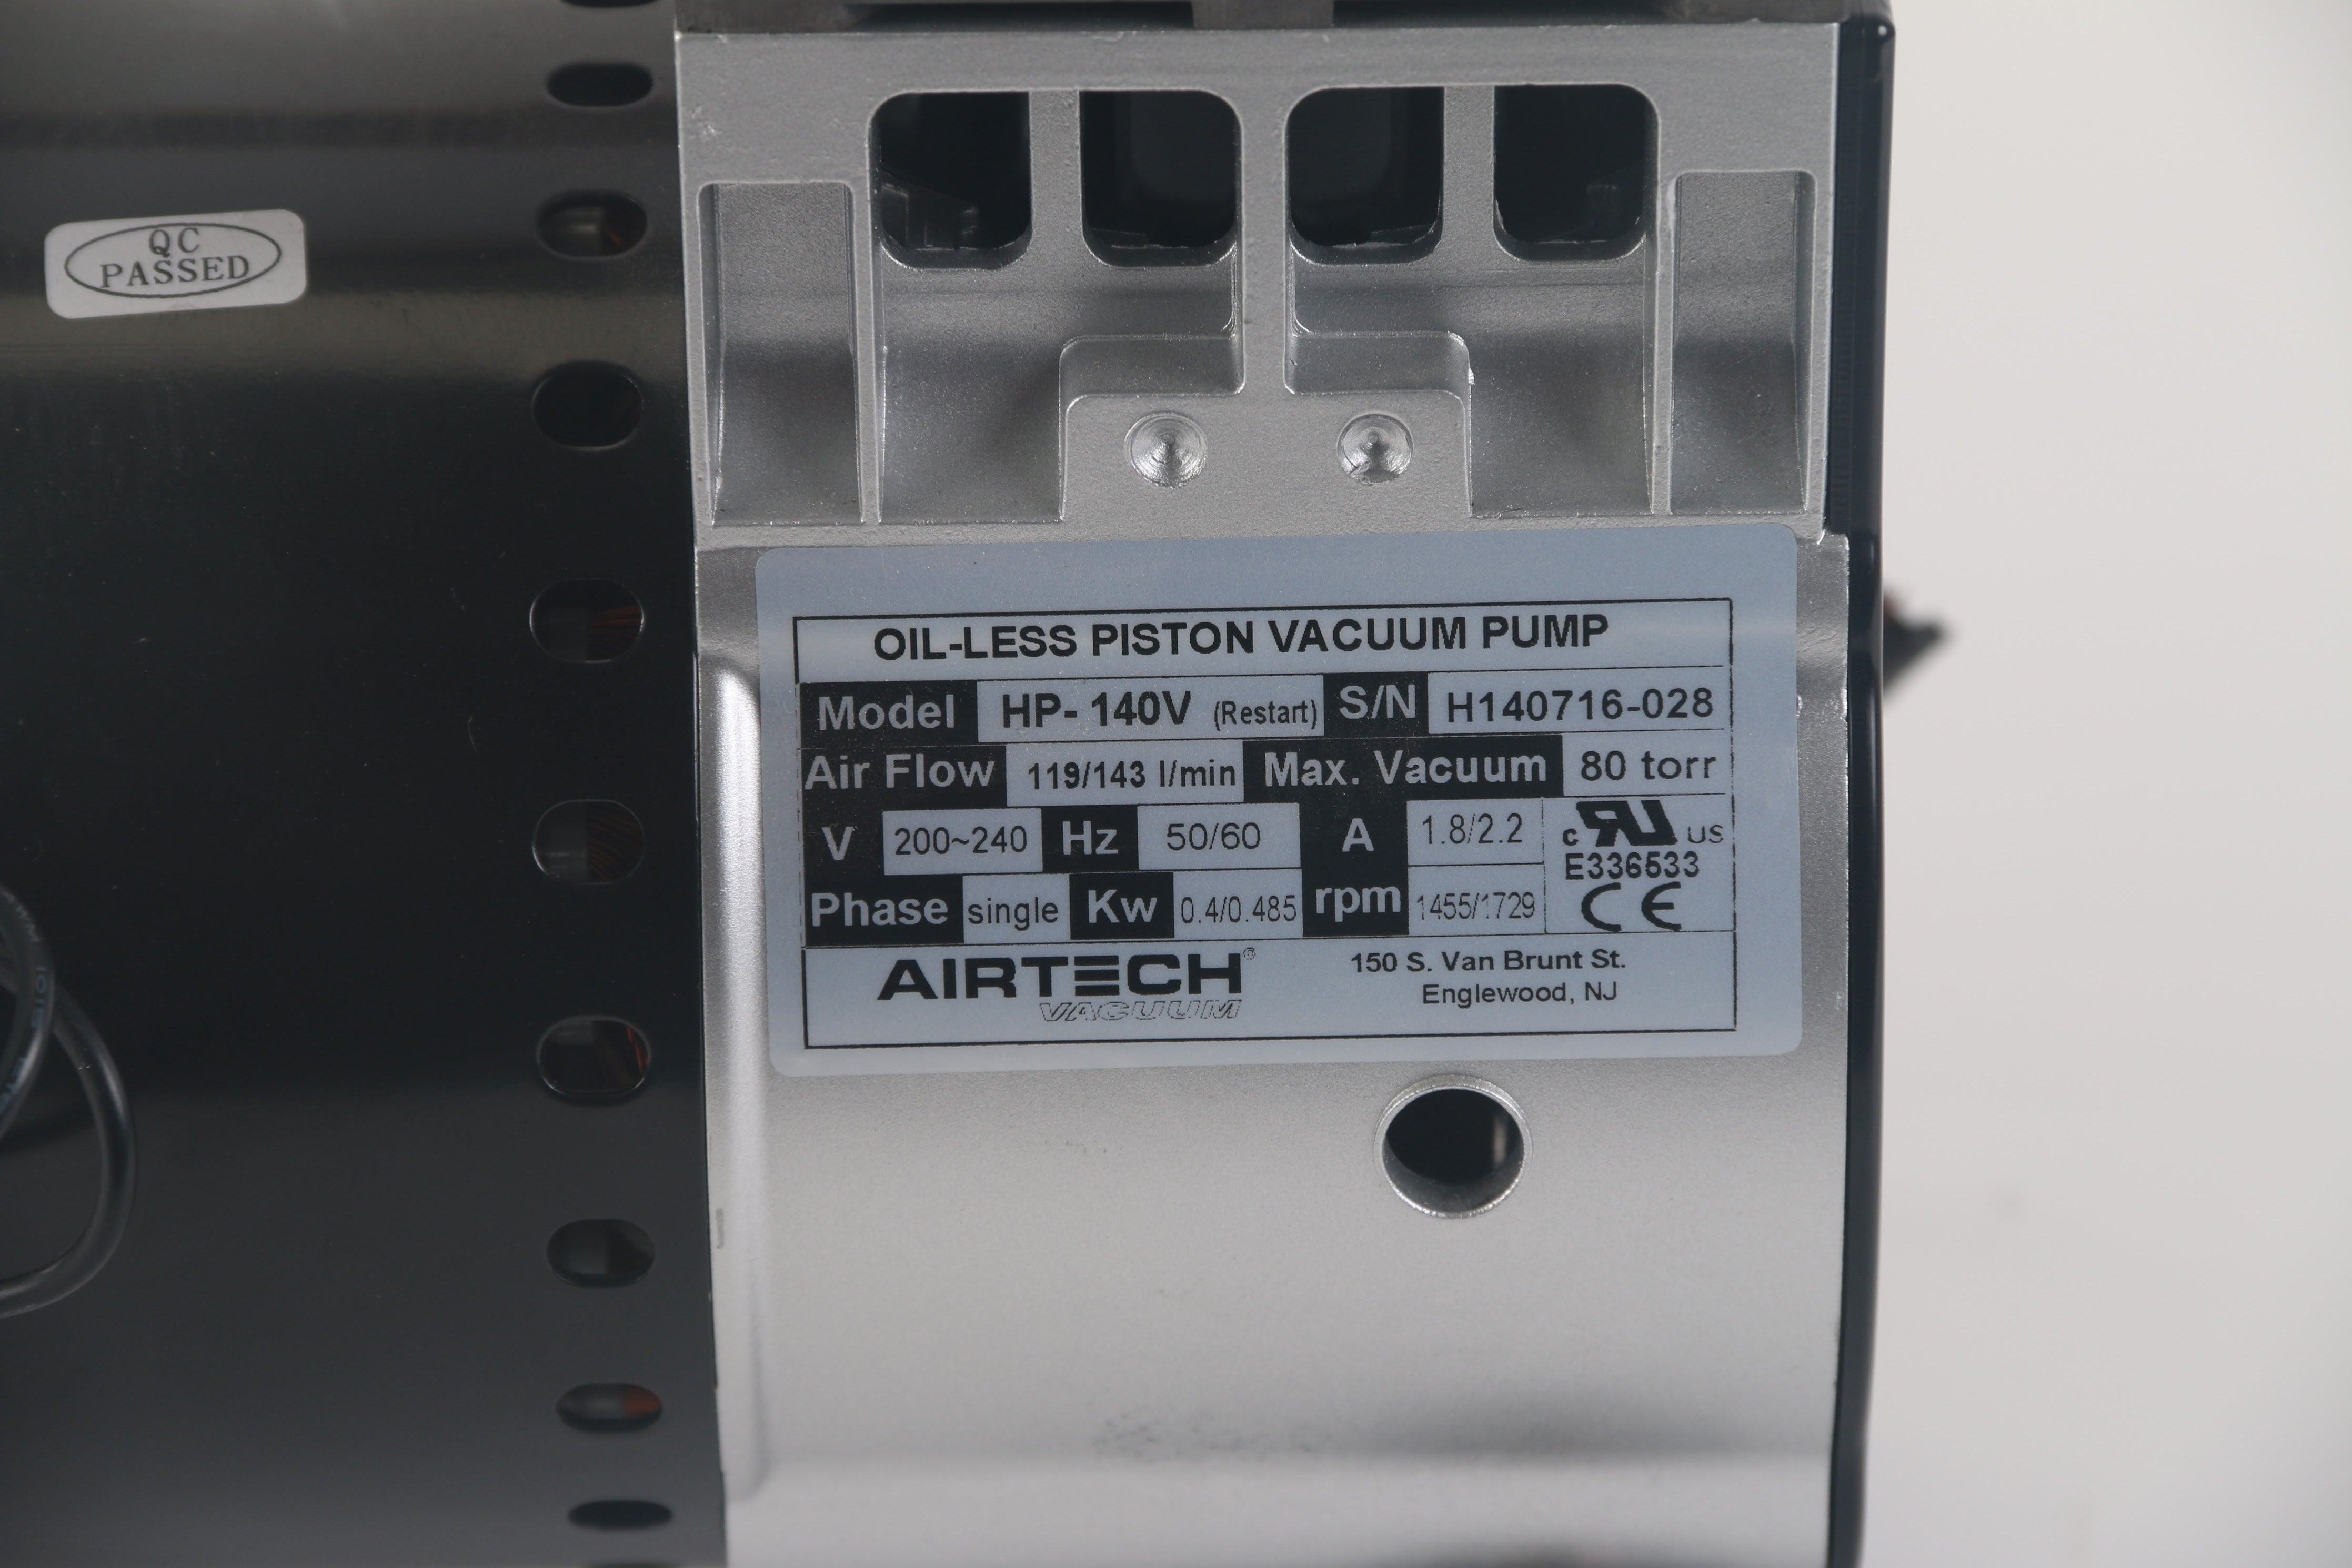 QC
PASSED
OIL-LESS PISTON VACUUM PUMP
Model HP- 140V (Restart) S/N H140716-028
Air Flow 119/143 l/min Max. Vacuum 80 torr
V 200~240 Hz 50/60 A 1.8/2.2
c RU US
E336533
Phase single Kw 0.4/0.485 rpm 1455/1729
CE
AIRTECH®
VACUUM
150 S. Van Brunt St.
Englewood, NJ